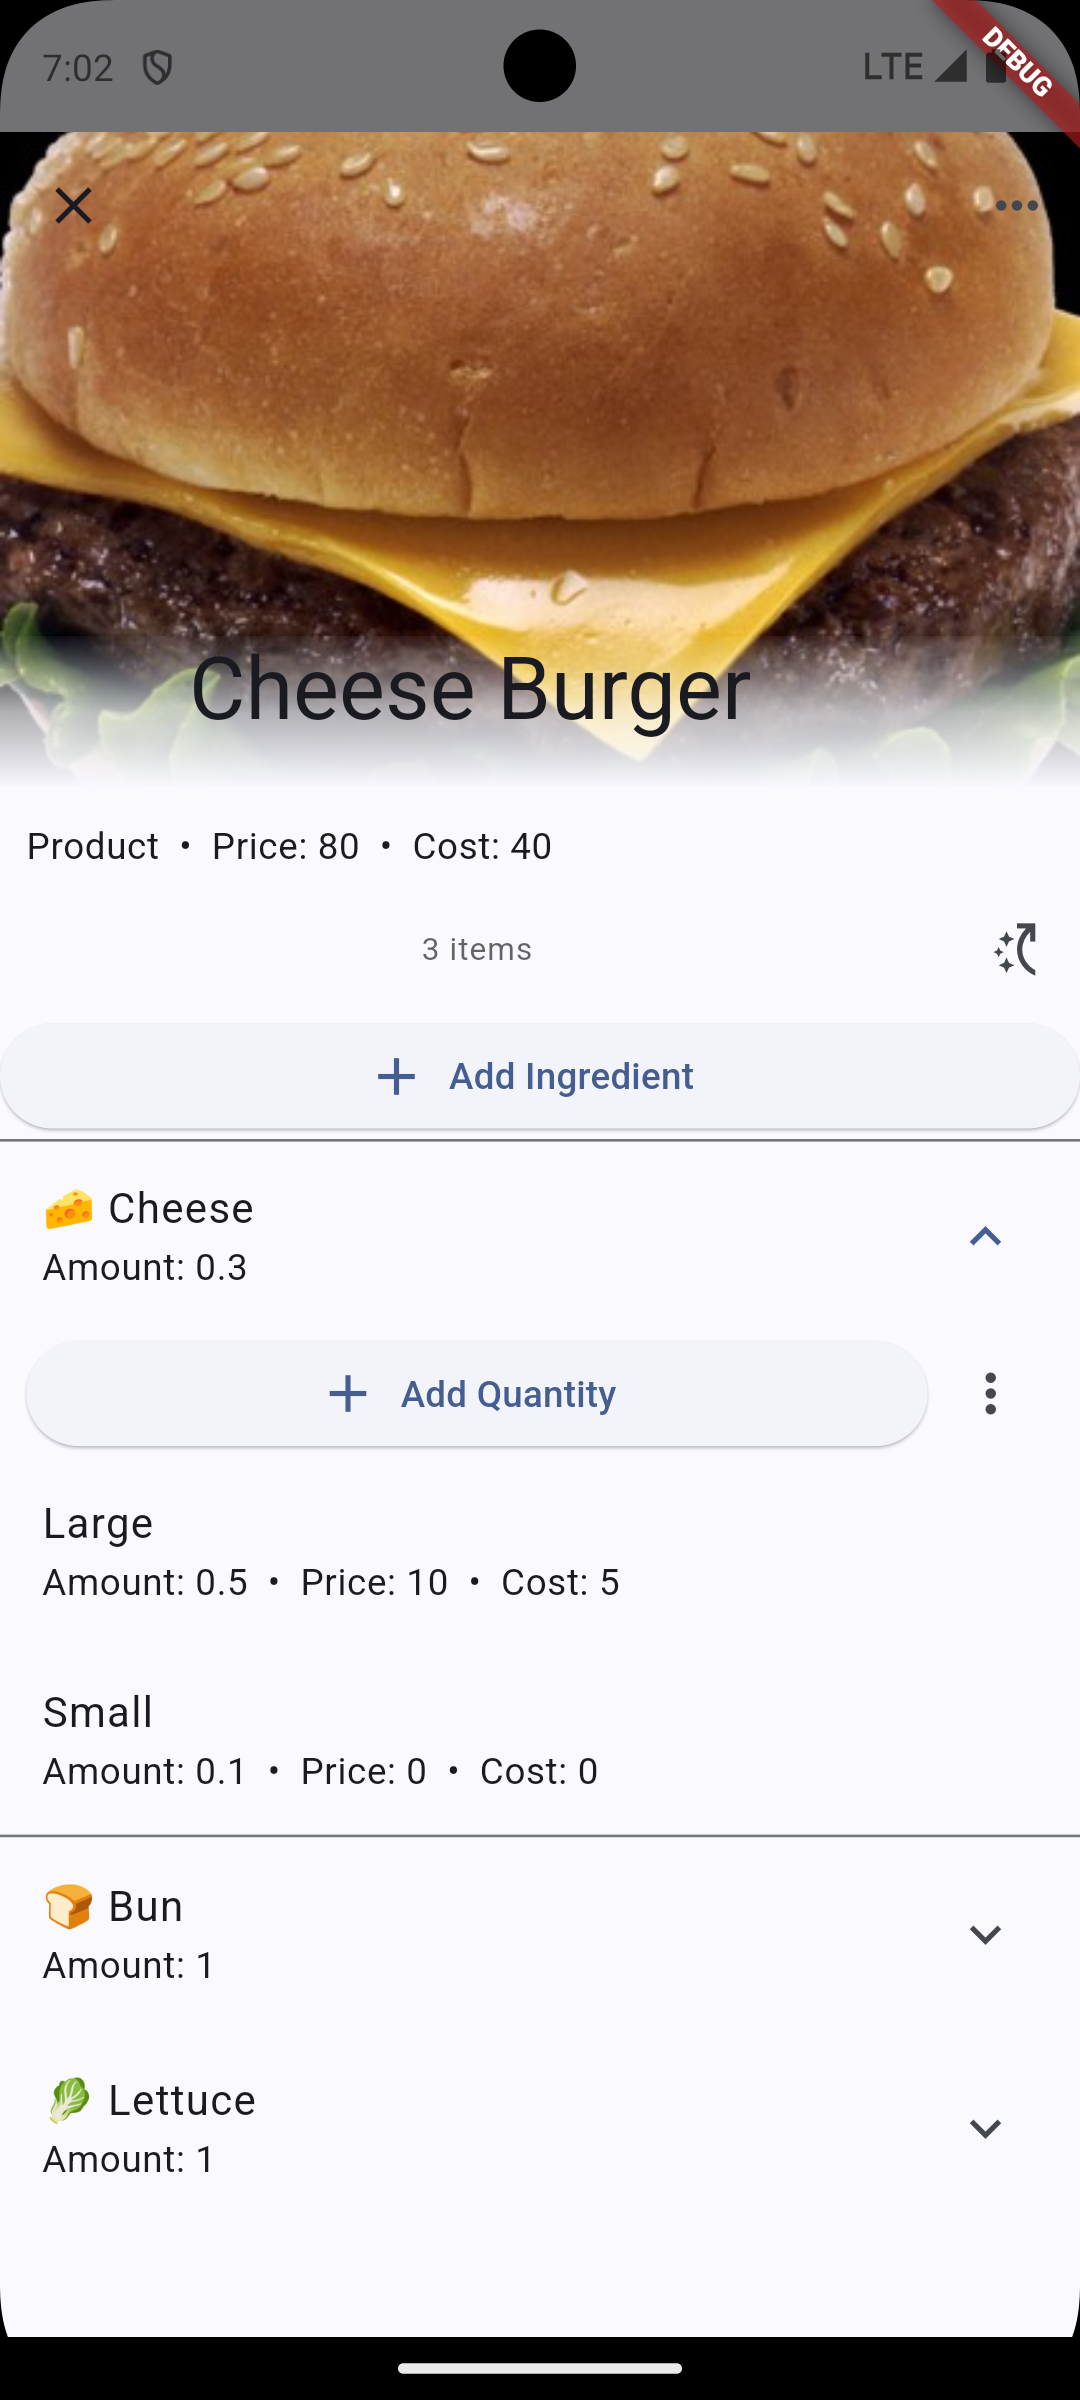 7:02
LTE
DEBUG
Cheese Burger
Product • Price: 80 • Cost: 40
3 items
Add Ingredient
🧀 Cheese
Amount: 0.3
Add Quantity
Large
Amount: 0.5 • Price: 10 • Cost: 5
Small
Amount: 0.1 • Price: 0 • Cost: 0
🍞 Bun
Amount: 1
🥬 Lettuce
Amount: 1